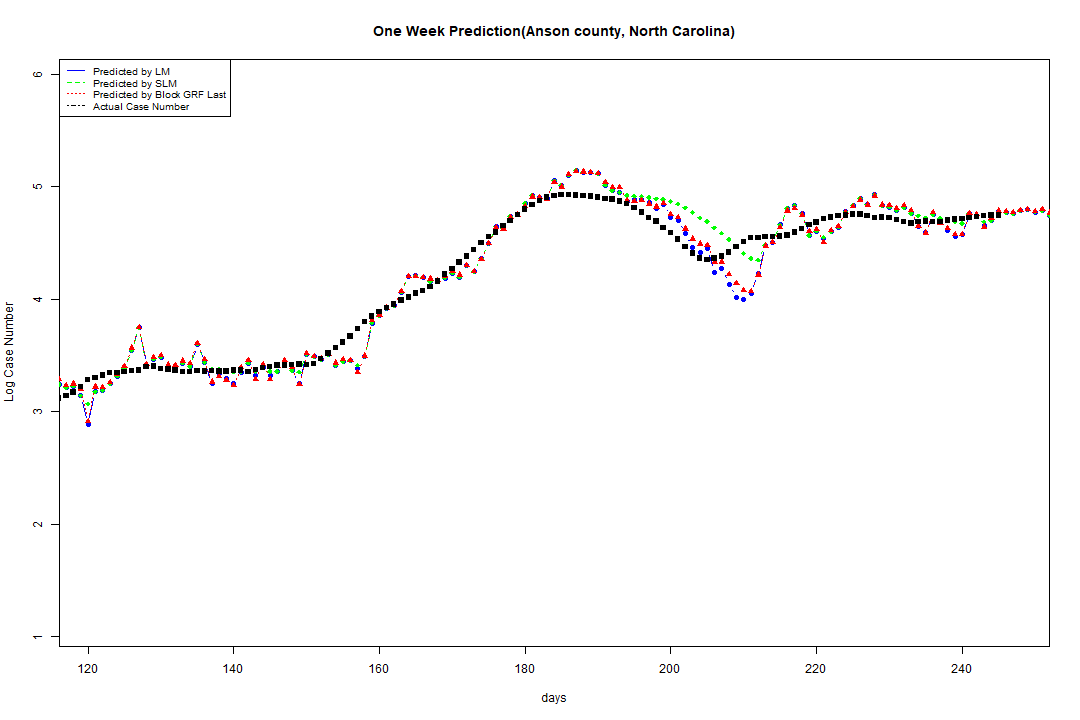 One Week Prediction(Anson county, North Carolina)
Predicted by LM
Predicted by SLM
Predicted by Block GRF Last
Actual Case Number
6
5
4
3
2
1
Log Case Number
120 140 160 180 200 220 240
days